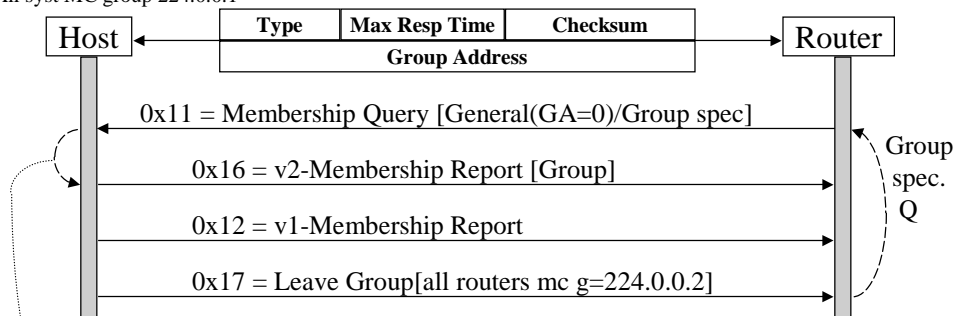 Host
Type Max Resp Time Checksum
Router
Group Address
0x11 = Membership Query [General(GA=0)/Group spec]
Group
spec.
Q
0x16 = v2-Membership Report [Group]
0x12 = v1-Membership Report
0x17 = Leave Group[all routers mc g=224.0.0.2]